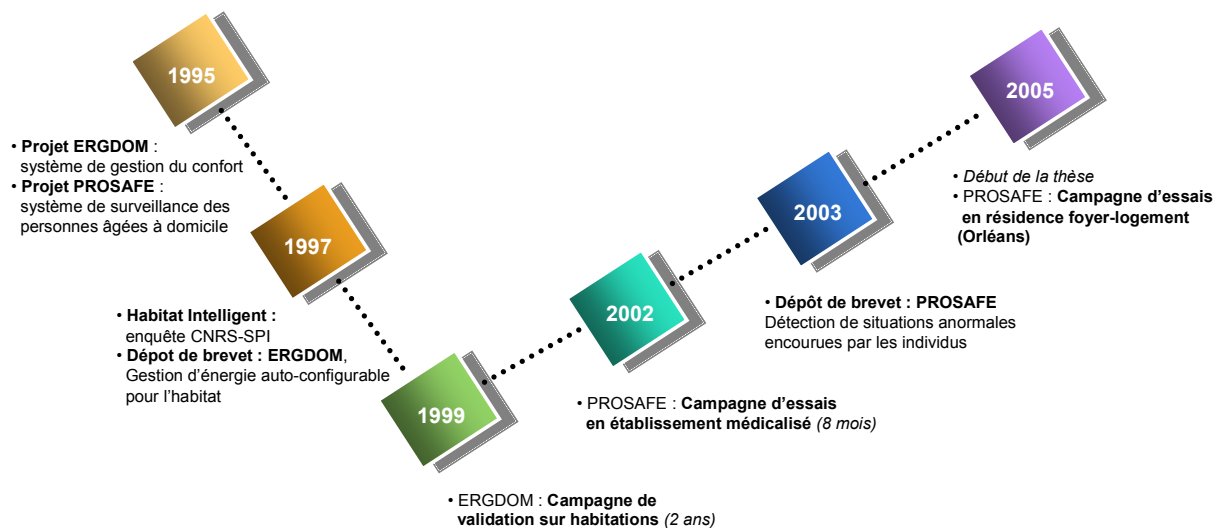 1995
• Projet ERGDOM :
système de gestion du confort
• Projet PROSAFE :
système de surveillance des
personnes âgées à domicile
1997
• Habitat Intelligent :
enquête CNRS-SPI
• Dépot de brevet : ERGDOM,
Gestion d'énergie auto-configurable
pour l'habitat
1999
• ERGDOM : Campagne de
validation sur habitations (2 ans)
2002
• PROSAFE : Campagne d'essais
en établissement médicalisé (8 mois)
2003
• Dépôt de brevet : PROSAFE
Détection de situations anormales
encourues par les individus
2005
• Début de la thèse
• PROSAFE : Campagne d'essais
en résidence foyer-logement
(Orléans)